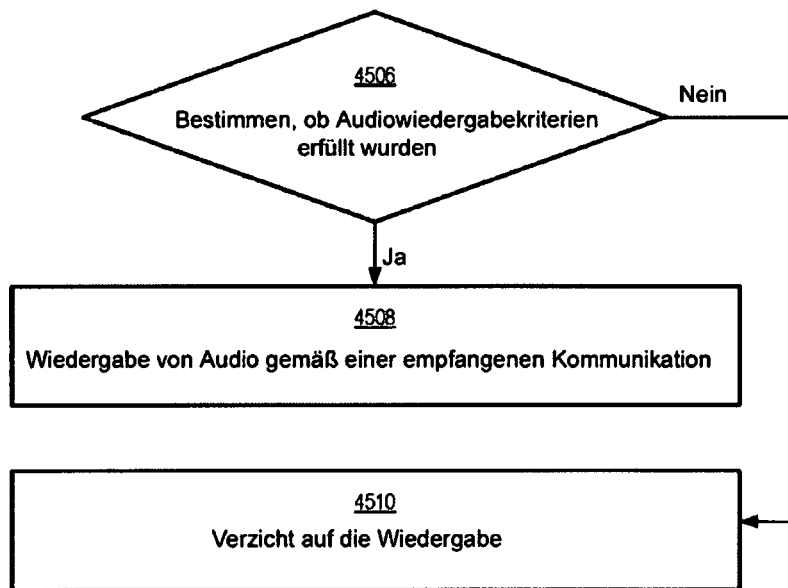 4506
Bestimmen, ob Audiowiedergabekriterien
erfüllt wurden
Nein
Ja
4508
Wiedergabe von Audio gemäß einer empfangenen Kommunikation
4510
Verzicht auf die Wiedergabe